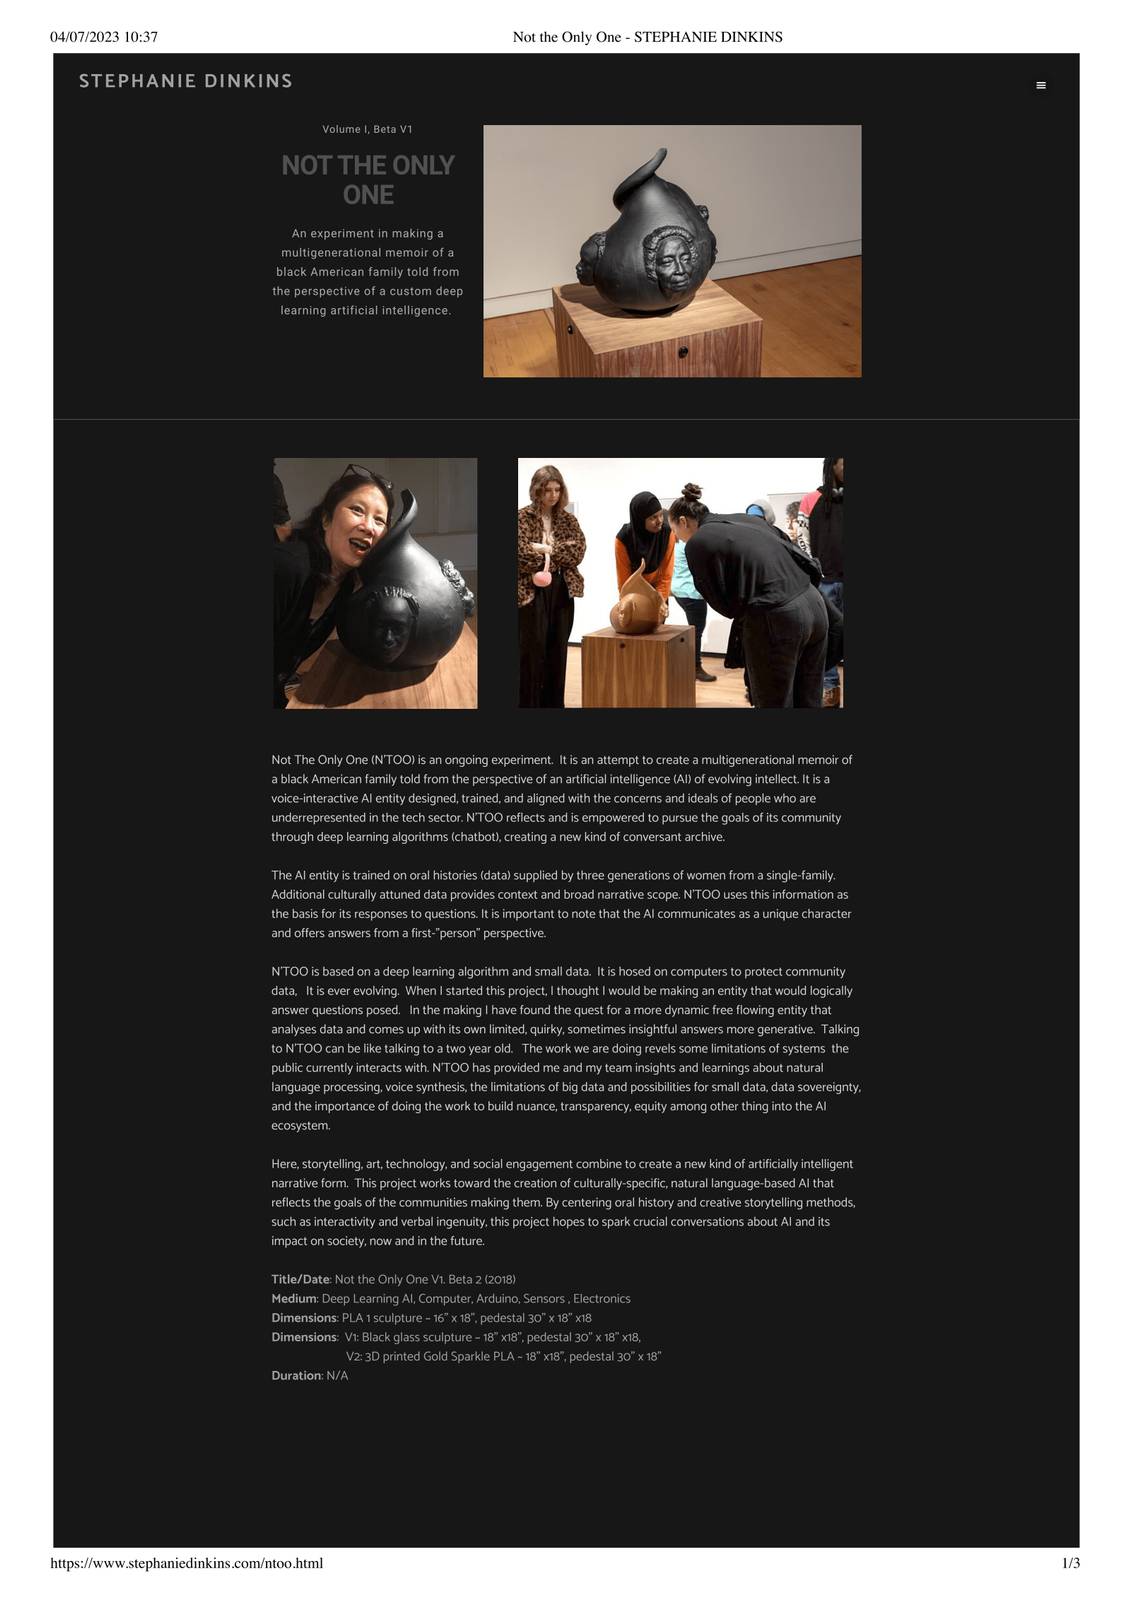 04/07/2023 10:37
Not the Only One - STEPHANIE DINKINS
STEPHANIE DINKINS
Volume I, Beta V1
NOT THE ONLY
ONE
An experiment in making a
multigenerational memoir of a
black American family told from
the perspective of a custom deep
learning artificial intelligence.
Not The Only One (N'TOO) is an ongoing experiment.  It is an attempt to create a multigenerational memoir of
a black American family told from the perspective of an artificial intelligence (AI) of evolving intellect. It is a
voice-interactive AI entity designed, trained, and aligned with the concerns and ideals of people who are
underrepresented in the tech sector. N'TOO reflects and is empowered to pursue the goals of its community
through deep learning algorithms (chatbot), creating a new kind of conversant archive.
The AI entity is trained on oral histories (data) supplied by three generations of women from a single-family.
Additional culturally attuned data provides context and broad narrative scope. N'TOO uses this information as
the basis for its responses to questions. It is important to note that the AI communicates as a unique character
and offers answers from a first-"person" perspective.
N'TOO is based on a deep learning algorithm and small data.  It is hosed on computers to protect community
data,   It is ever evolving.  When I started this project, I thought I would be making an entity that would logically
answer questions posed.   In the making I have found the quest for a more dynamic free flowing entity that
analyses data and comes up with its own limited, quirky, sometimes insightful answers more generative.  Talking
to N'TOO can be like talking to a two year old.   The work we are doing revels some limitations of systems  the
public currently interacts with. N'TOO has provided me and my team insights and learnings about natural
language processing, voice synthesis, the limitations of big data and possibilities for small data, data sovereignty,
and the importance of doing the work to build nuance, transparency, equity among other thing into the AI
ecosystem.
Here, storytelling, art, technology, and social engagement combine to create a new kind of artificially intelligent
narrative form.  This project works toward the creation of culturally-specific, natural language-based AI that
reflects the goals of the communities making them. By centering oral history and creative storytelling methods,
such as interactivity and verbal ingenuity, this project hopes to spark crucial conversations about AI and its
impact on society, now and in the future.
Title/Date: Not the Only One V1. Beta 2 (2018)
Medium: Deep Learning AI, Computer, Arduino, Sensors , Electronics
Dimensions: PLA 1 sculpture – 16" x 18", pedestal 30" x 18" x18
Dimensions:  V1: Black glass sculpture – 18" x18", pedestal 30" x 18" x18,
V2: 3D printed Gold Sparkle PLA ~ 18" x18", pedestal 30" x 18"
Duration: N/A
https://www.stephaniedinkins.com/ntoo.html
1/3